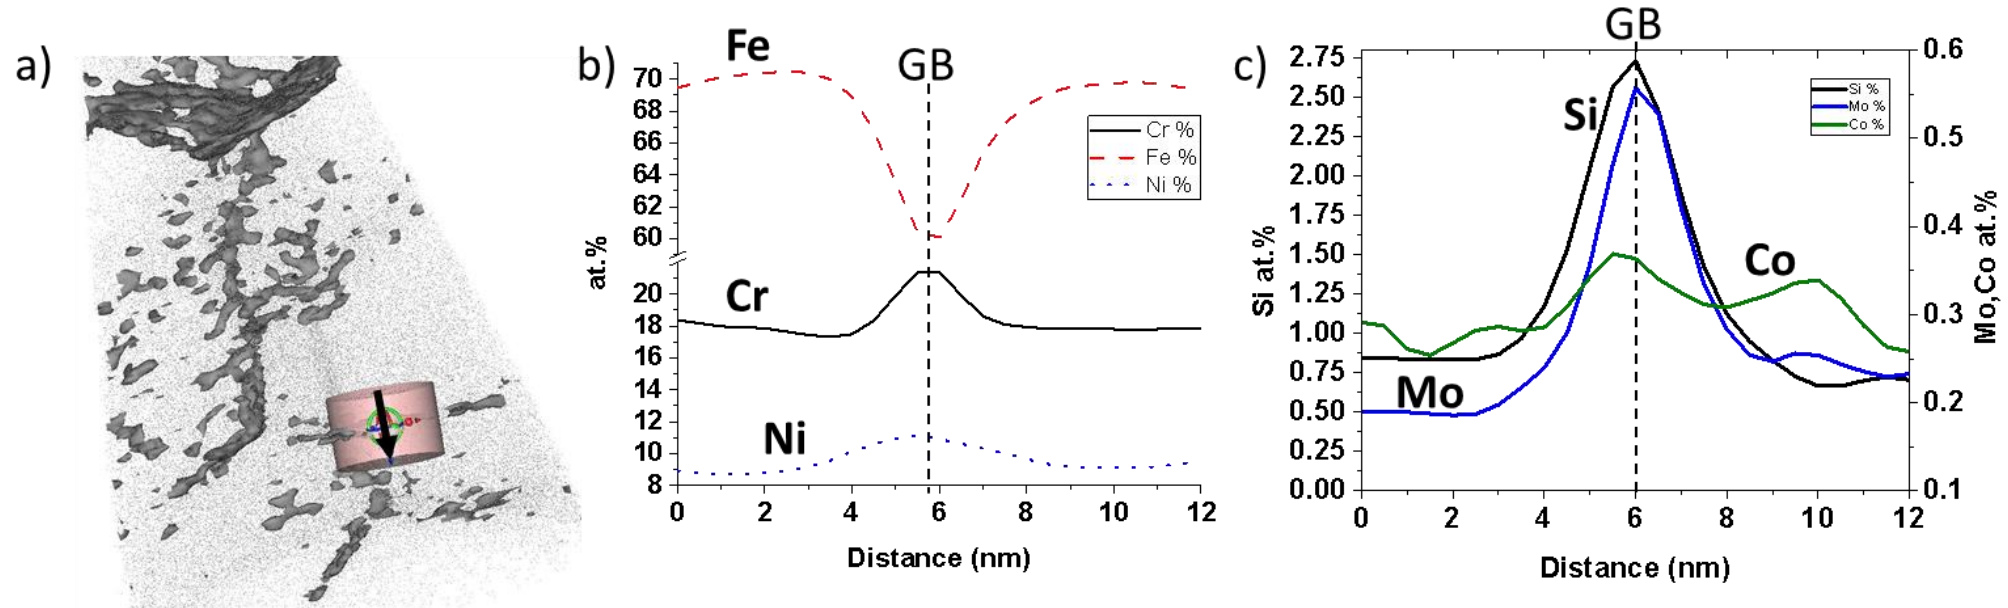 a)
b)
Fe
GB
70
68
66
64
62
60
20
18
16
14
12
10
8
at.%
Cr %
Fe %
Ni %
Cr
Ni
0 2 4 6 8 10 12
Distance (nm)
c)
GB
2.75
2.50
2.25
2.00
1.75
1.50
1.25
1.00
0.75
0.50
0.25
0.00
Si at.%
Si
Si %
Mo %
Co %
Co
Mo
0.6
0.5
0.4
0.3
0.2
0.1
Mo,Co at.%
0 2 4 6 8 10 12
Distance (nm)